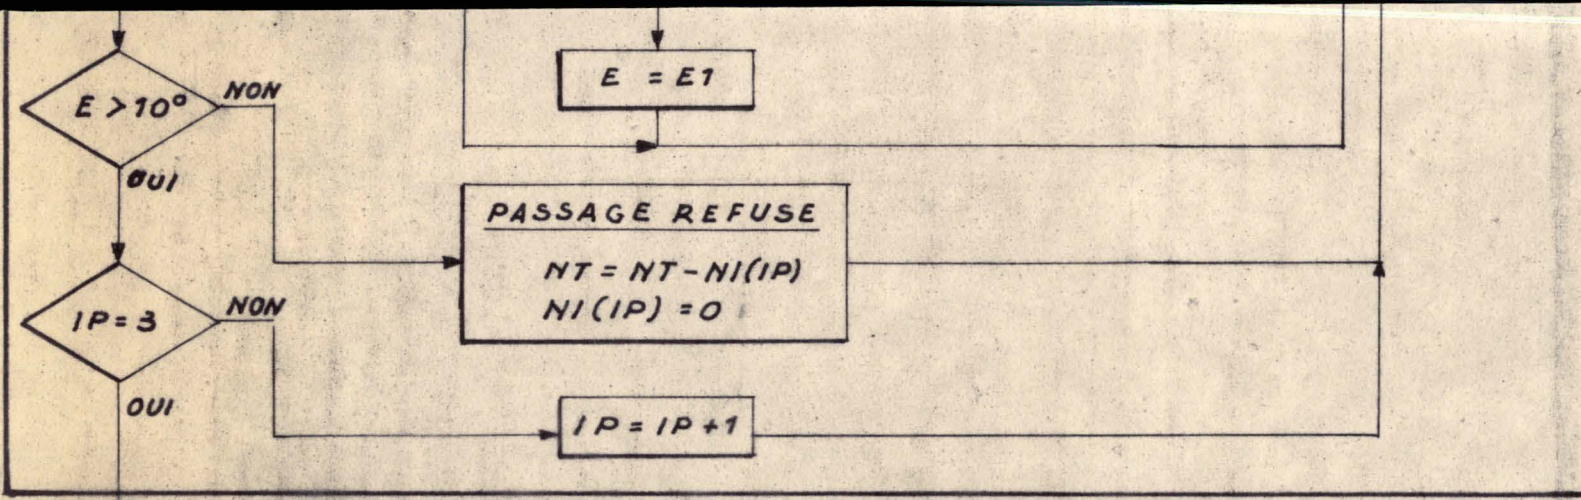 E = E1
E > 10°
NON
OUI
PASSAGE REFUSE
NT = NT - NI(IP)
NI(IP) = 0
IP = 3
NON
OUI
IP = IP + 1